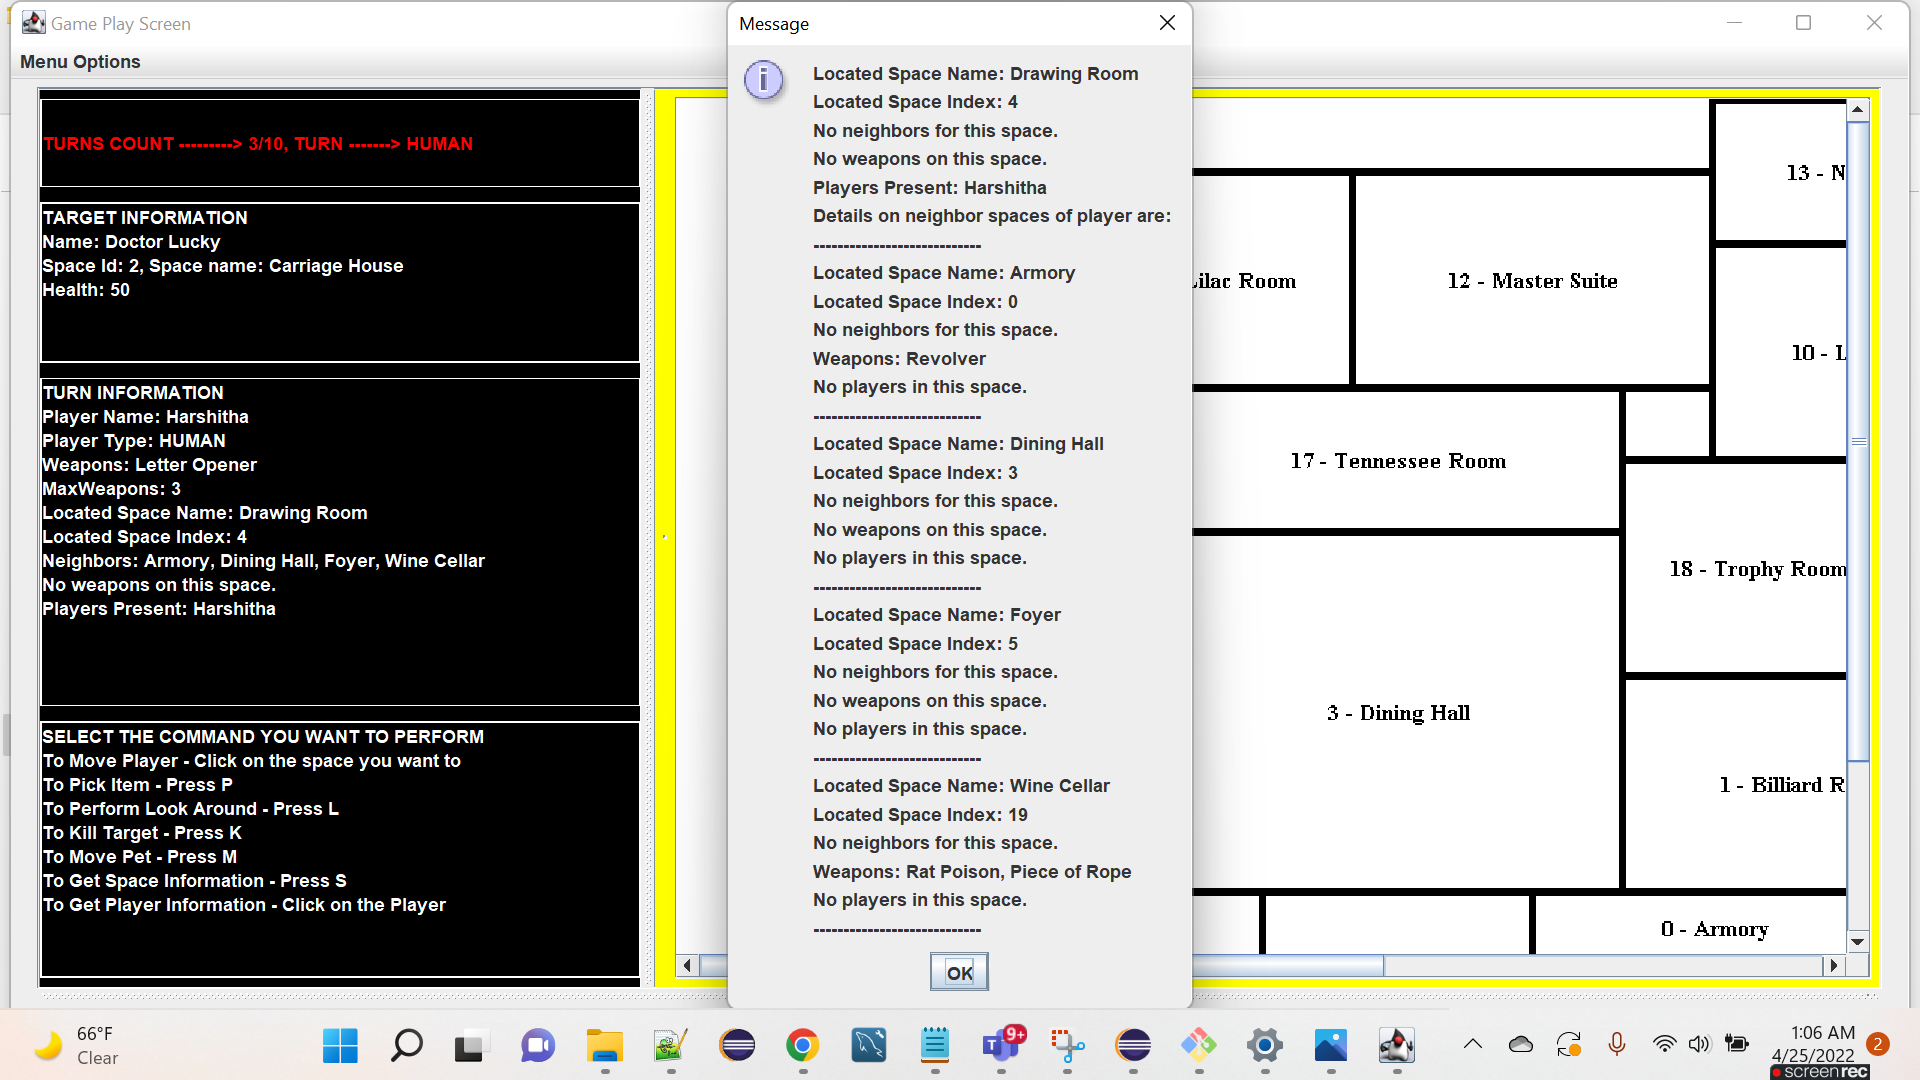 Game Play Screen
Menu Options
TURNS COUNT ---------> 3/10, TURN -------> HUMAN
TARGET INFORMATION
Name: Doctor Lucky
Space Id: 2, Space name: Carriage House
Health: 50
TURN INFORMATION
Player Name: Harshitha
Player Type: HUMAN
Weapons: Letter Opener
MaxWeapons: 3
Located Space Name: Drawing Room
Located Space Index: 4
Neighbors: Armory, Dining Hall, Foyer, Wine Cellar
No weapons on this space.
Players Present: Harshitha
SELECT THE COMMAND YOU WANT TO PERFORM
To Move Player - Click on the space you want to
To Pick Item - Press P
To Perform Look Around - Press L
To Kill Target - Press K
To Move Pet - Press M
To Get Space Information - Press S
To Get Player Information - Click on the Player
Message
Located Space Name: Drawing Room
Located Space Index: 4
No neighbors for this space.
No weapons on this space.
Players Present: Harshitha
Details on neighbor spaces of player are:
----------------------------
Located Space Name: Armory
Located Space Index: 0
No neighbors for this space.
Weapons: Revolver
No players in this space.
----------------------------
Located Space Name: Dining Hall
Located Space Index: 3
No neighbors for this space.
No weapons on this space.
No players in this space.
----------------------------
Located Space Name: Foyer
Located Space Index: 5
No neighbors for this space.
No weapons on this space.
No players in this space.
----------------------------
Located Space Name: Wine Cellar
Located Space Index: 19
No neighbors for this space.
Weapons: Rat Poison, Piece of Rope
No players in this space.
----------------------------
OK
13 - N
Lilac Room
12 - Master Suite
10 - L
17 - Tennessee Room
18 - Trophy Room
3 - Dining Hall
1 - Billiard R
0 - Armory
66°F
Clear
9+
1:06 AM
4/25/2022
2
screenrec